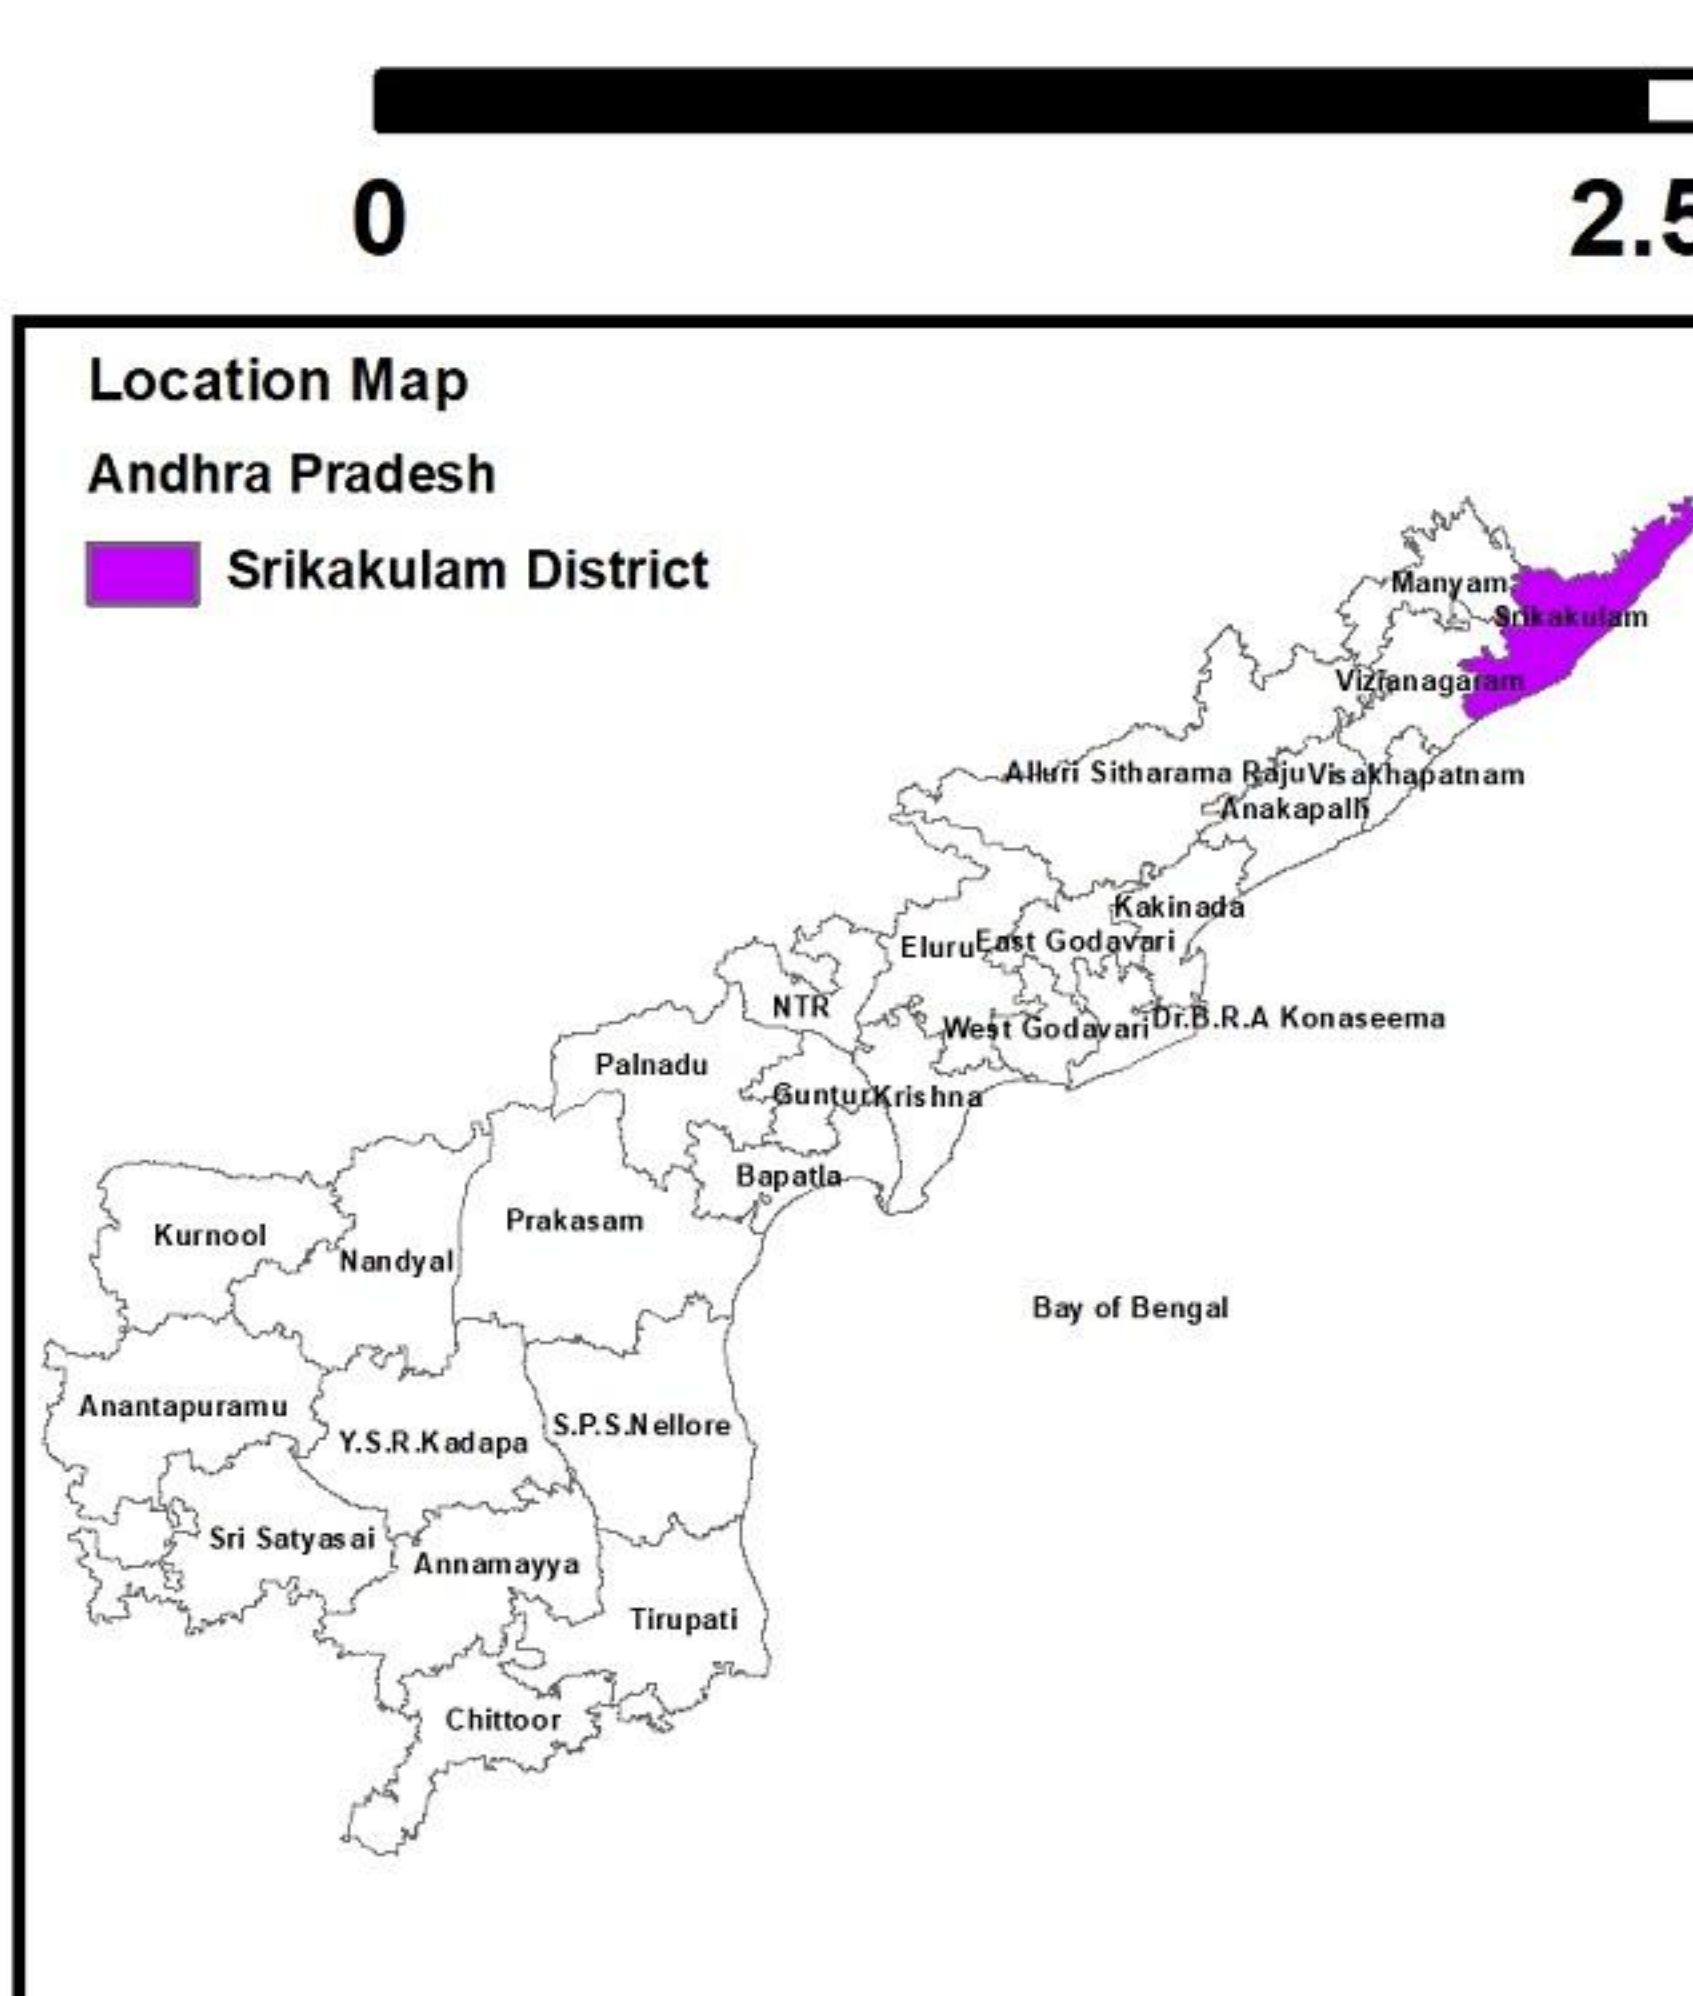 0 2.5
Location Map
Andhra Pradesh
Srikakulam District
Manyam
Srikakulam
Vizianagaram
Alluri Sitharama Raju Visakhapatnam
Anakapalli
Kakinada
Eluru East Godavari
NTR
West Godavari Dr.B.R.A Konaseema
Palnadu
Guntur Krishna
Bapatla
Prakasam
Kurnool
Nandyal
Bay of Bengal
Anantapuramu
S.P.S.Nellore
Y.S.R.Kadapa
Sri Satyasai
Annamayya
Tirupati
Chittoor